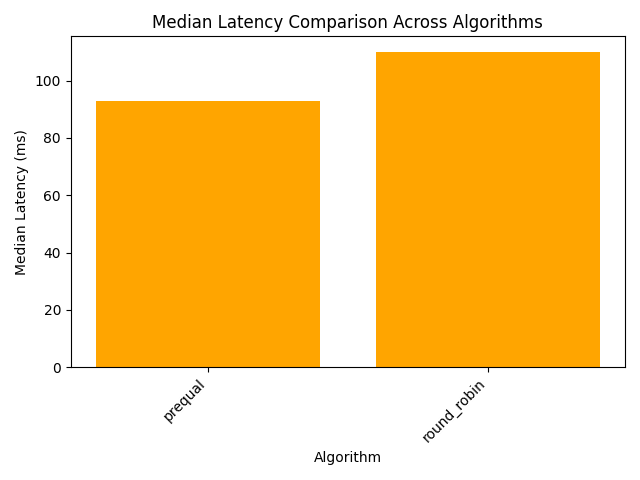 Median Latency Comparison Across Algorithms
Median Latency (ms)
100
80
60
40
20
0
prequal
round_robin
Algorithm